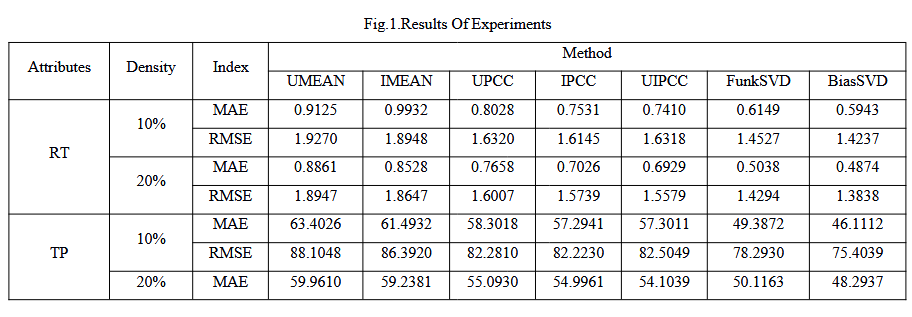 Fig.1.Results Of Experiments
Attributes Density Index Method
UMEAN IMEAN UPCC IPCC UIPCC FunkSVD BiasSVD
RT 10% MAE 0.9125 0.9932 0.8028 0.7531 0.7410 0.6149 0.5943
RMSE 1.9270 1.8948 1.6320 1.6145 1.6318 1.4527 1.4237
20% MAE 0.8861 0.8528 0.7658 0.7026 0.6929 0.5038 0.4874
RMSE 1.8947 1.8647 1.6007 1.5739 1.5579 1.4294 1.3838
TP 10% MAE 63.4026 61.4932 58.3018 57.2941 57.3011 49.3872 46.1112
RMSE 88.1048 86.3920 82.2810 82.2230 82.5049 78.2930 75.4039
20% MAE 59.9610 59.2381 55.0930 54.9961 54.1039 50.1163 48.2937